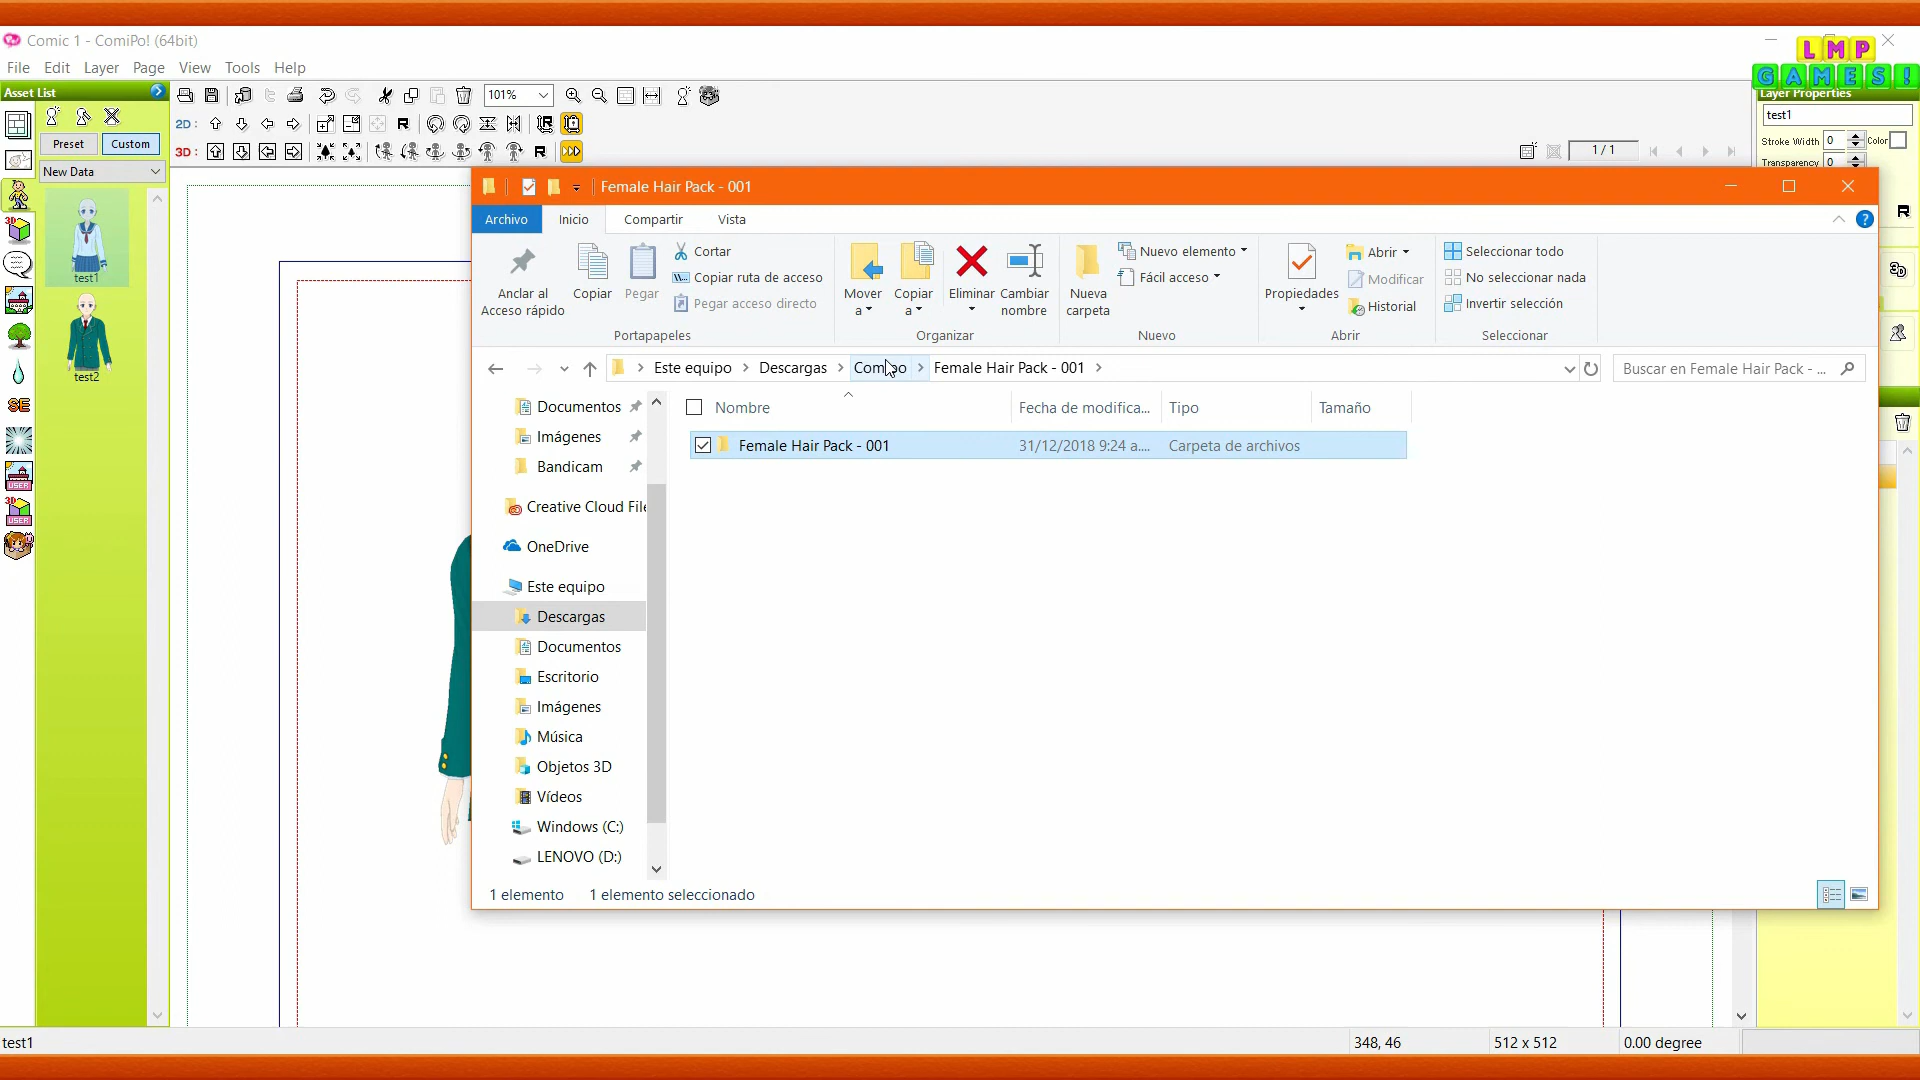 Comic 1 - ComiPo! (64bit)
LMP
GAMES!
File Edit Layer Page View Tools Help
Asset List
101%
Layer Properties
2D:
test1
Preset Custom
Stroke Width 0 Color
3D:
1 / 1
Transparency 0
New Data
Female Hair Pack - 001
Archivo Inicio Compartir Vista
test1
test2
Anclar al
Acceso rápido
Copiar
Pegar
Cortar
Copiar ruta de acceso
Pegar acceso directo
Portapapeles
Mover
a
Copiar
a
Eliminar
Cambiar
nombre
Organizar
Nueva
carpeta
Nuevo elemento
Fácil acceso
Nuevo
Propiedades
Abrir
Modificar
Historial
Abrir
Seleccionar todo
No seleccionar nada
Invertir selección
Seleccionar
Este equipo Descargas Female Hair Pack - 001
Buscar en Female Hair Pack - ...
Nombre Fecha de modifica... Tipo Tamaño
Female Hair Pack - 001 31/12/2018 9:24 a.... Carpeta de archivos
Documentos
Imágenes
Bandicam
Creative Cloud File
OneDrive
Este equipo
Descargas
Documentos
Escritorio
Imágenes
Música
Objetos 3D
Vídeos
Windows (C:)
LENOVO (D:)
1 elemento 1 elemento seleccionado
3D
SE
USER
3D
USER
test1 348, 46 512 x 512 0.00 degree